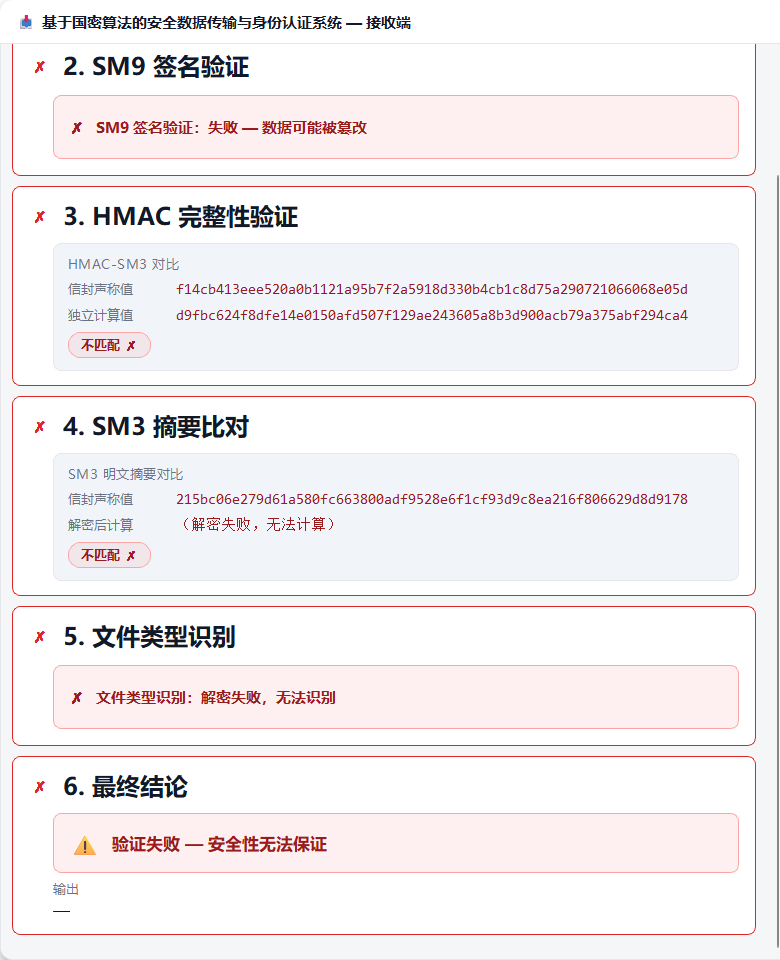 基于国密算法的安全数据传输与身份认证系统 — 接收端
✗ 2. SM9 签名验证
✗ SM9 签名验证：失败 — 数据可能被篡改
✗ 3. HMAC 完整性验证
HMAC-SM3 对比
信封声称值 f14cb413eee520a0b1121a95b7f2a5918d330b4cb1c8d75a290721066068e05d
独立计算值 d9fbc624f8dfe14e0150afd507f129ae243605a8b3d900acb79a375abf294ca4
不匹配 ✗
✗ 4. SM3 摘要比对
SM3 明文摘要对比
信封声称值 215bc06e279d61a580fc663800adf9528e6f1cf93d9c8ea216f806629d8d9178
解密后计算 （解密失败，无法计算）
不匹配 ✗
✗ 5. 文件类型识别
✗ 文件类型识别：解密失败，无法识别
✗ 6. 最终结论
验证失败 — 安全性无法保证
输出
—